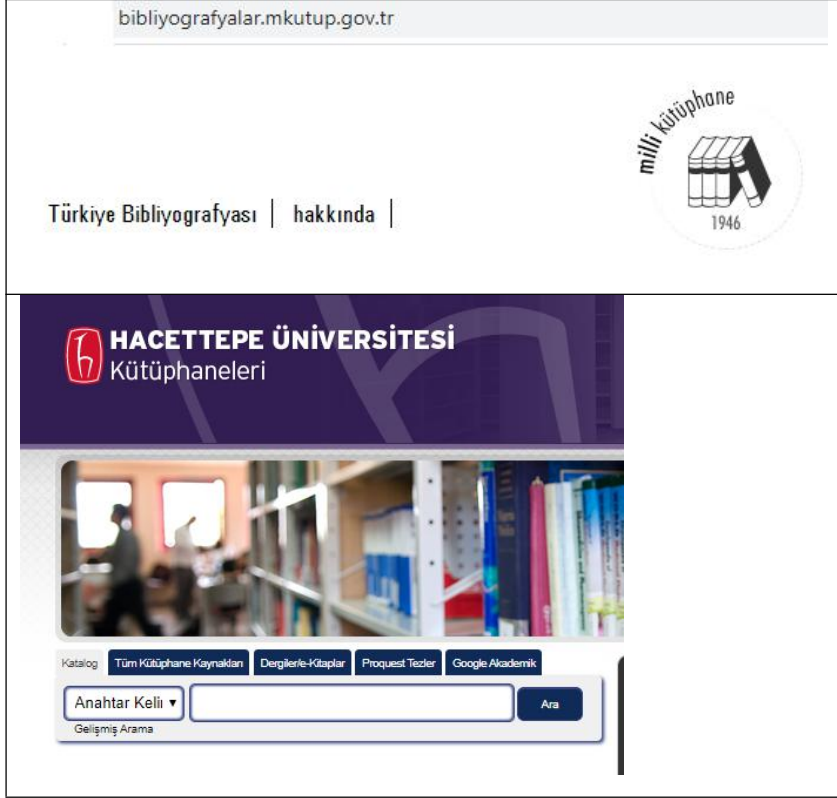 bibliyografyalar.mkutup.gov.tr
milli kütüphane
1946
Türkiye Bibliyografyası | hakkında |
HACETTEPE ÜNİVERSİTESİ
Kütüphaneleri
Katalog Tüm Kütüphane Kaynakları Dergiler/e-Kitaplar Proquest Tezler Google Akademik
Anahtar Keli Ara
Gelişmiş Arama